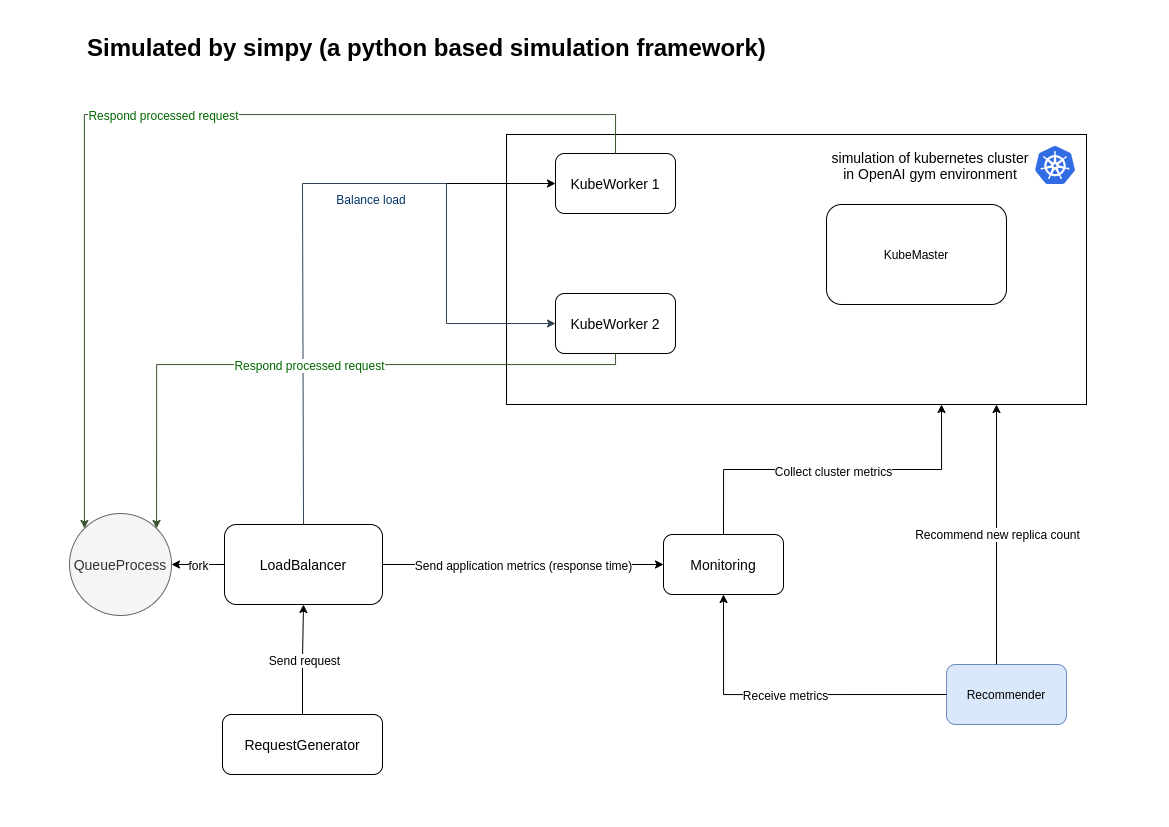 Simulated by simpy (a python based simulation framework)
Respond processed request
simulation of kubernetes cluster
in OpenAI gym environment
KubeWorker 1
Balance load
KubeMaster
KubeWorker 2
Respond processed request
Collect cluster metrics
Recommend new replica count
QueueProcess
fork
LoadBalancer
Send application metrics (response time)
Monitoring
Send request
Receive metrics
Recommender
RequestGenerator